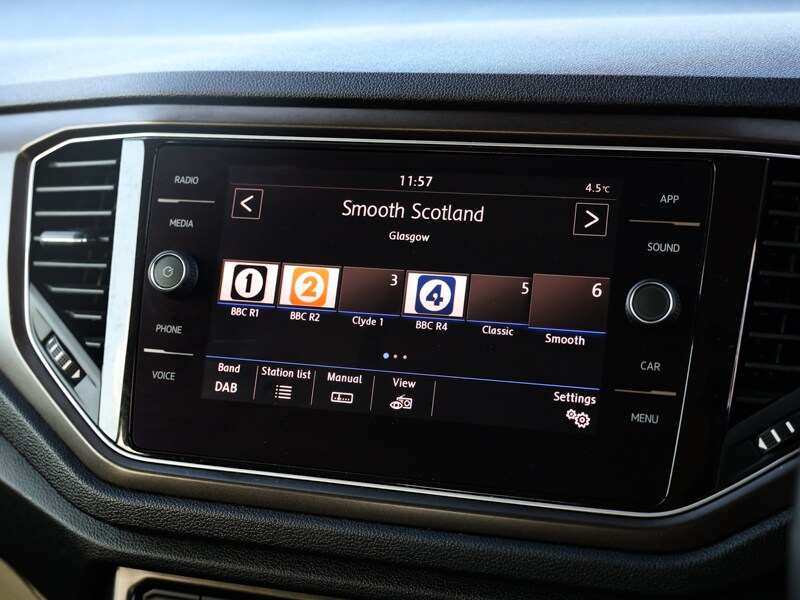 11:57
4.5°C
Smooth Scotland
Glasgow
1
2
3
4
5
6
BBC R1
BBC R2
Clyde 1
BBC R4
Classic
Smooth
Band
DAB
Station list
Manual
View
Settings
RADIO
MEDIA
PHONE
VOICE
APP
SOUND
CAR
MENU